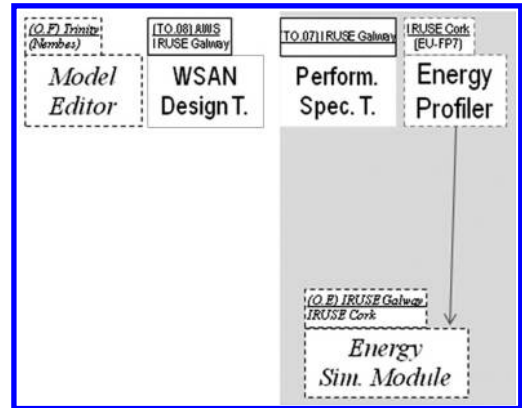 (O.F) Trinity
(Nembes)
Model
Editor
(TO.08) AWIS
IRUSE Galway
WSAN
Design T.
TO.07) IRUSE Galway
Perform.
Spec. T.
IRUSE Cork
(EU-FP7)
Energy
Profiler
(O.E) IRUSE Galway
IRUSE Cork
Energy
Sim. Module